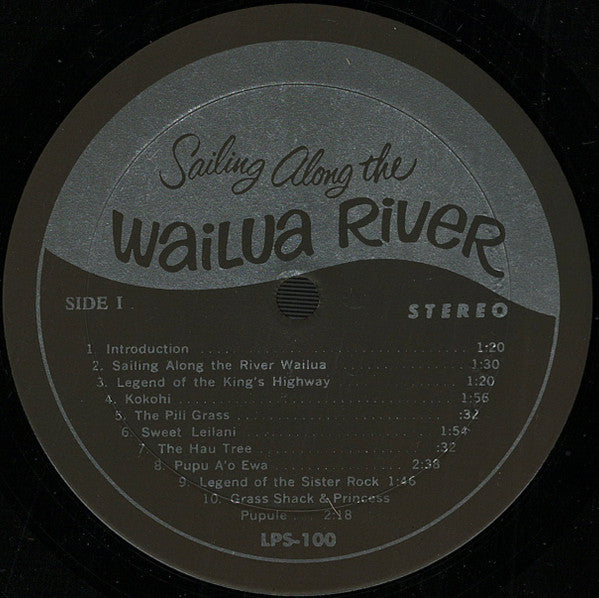 Sailing Along the
WAILUA RIVER
SIDE I
STEREO
1. Introduction ........................ 1:20
2. Sailing Along the River Wailua ........................ 1:30
3. Legend of the King's Highway ........................ 1:20
4. Kokohi ........................ 1:56
5. The Pili Grass ........................ :32
6. Sweet Leilani ........................ 1:54
7. The Hau Tree ........................ :32
8. Pupu A'o Ewa ........................ 2:38
9. Legend of the Sister Rock 1:46
10. Grass Shack & Princess
Pupule ..... 2:18
LPS-100